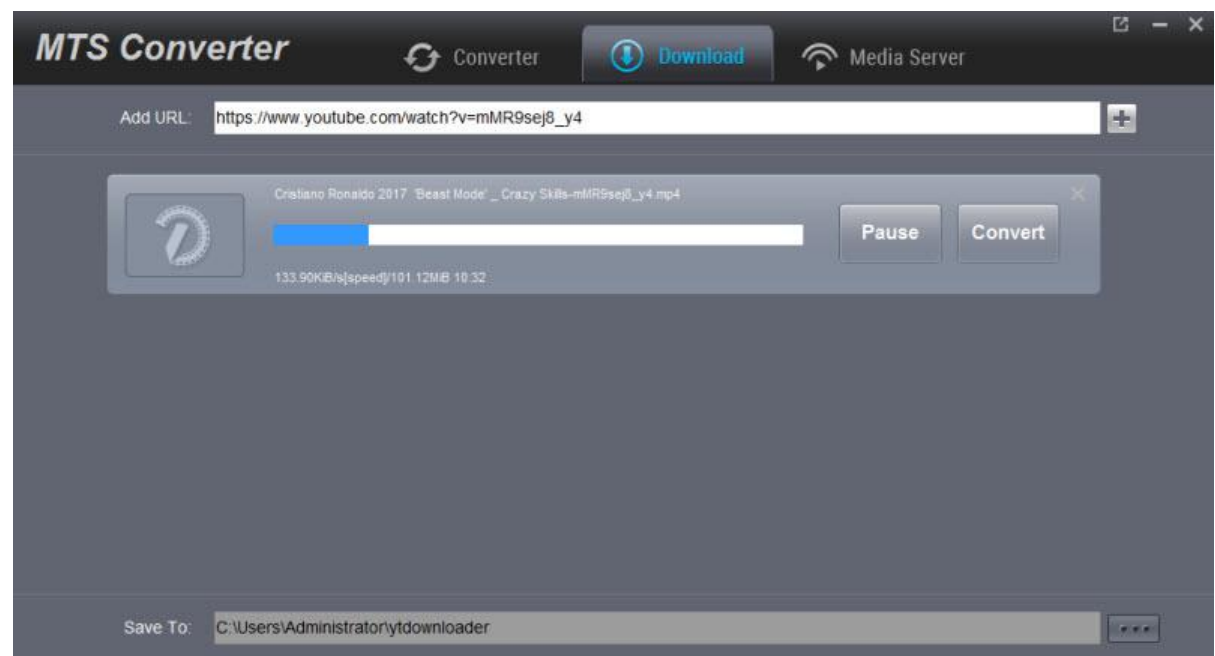 MTS Converter
Converter
Download
Media Server
Add URL: https://www.youtube.com/watch?v=mMR9sej8_y4
Cristiano Ronaldo 2017 'Beast Mode' _ Crazy Skills-mMR9sej8_y4.mp4
Pause
Convert
133.90KiB/s[speed]/101.12MiB 10:32
Save To: C:\Users\Administrator\ytdownloader